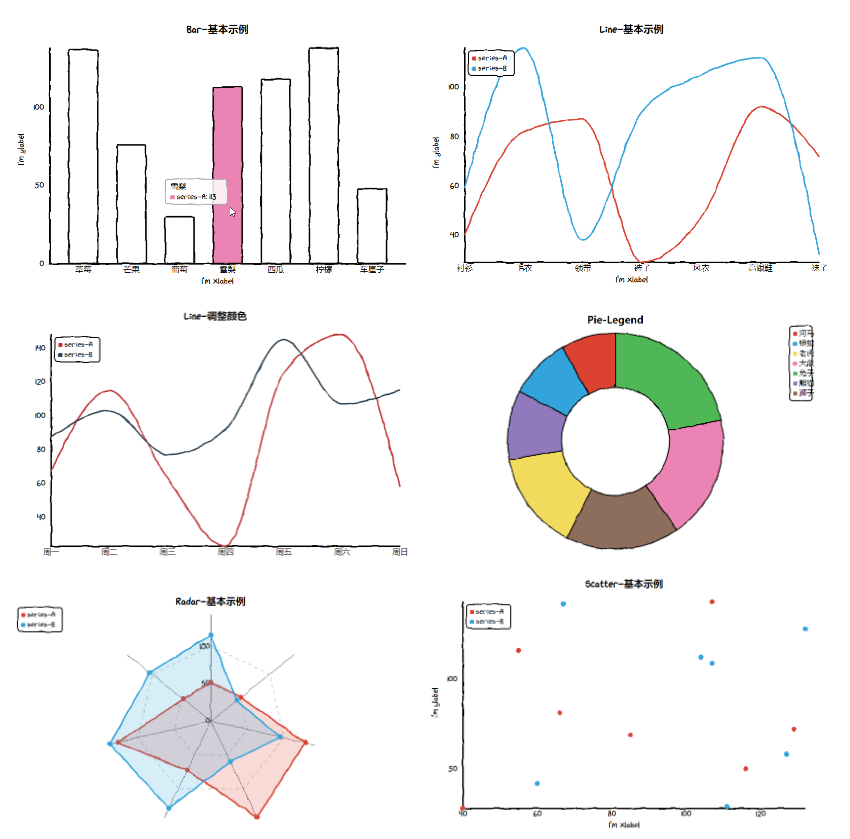 Bar-基本示例
100
50
0
I'm ylabel
雪梨
series-A: 113
草莓
芒果
葡萄
雪梨
西瓜
柠檬
车厘子
I'm xlabel
Line-基本示例
series-A
series-B
100
80
60
40
I'm ylabel
衬衫
毛衣
领带
裤子
风衣
高跟鞋
袜子
I'm xlabel
Line-调整颜色
series-A
series-B
140
120
100
80
60
40
周一
周二
周三
周四
周五
周六
周日
Pie-Legend
河马
蟒蛇
老虎
大象
兔子
熊猫
狮子
Radar-基本示例
series-A
series-B
100
50
0
Scatter-基本示例
series-A
series-B
100
50
I'm ylabel
40
60
80
100
120
I'm xlabel